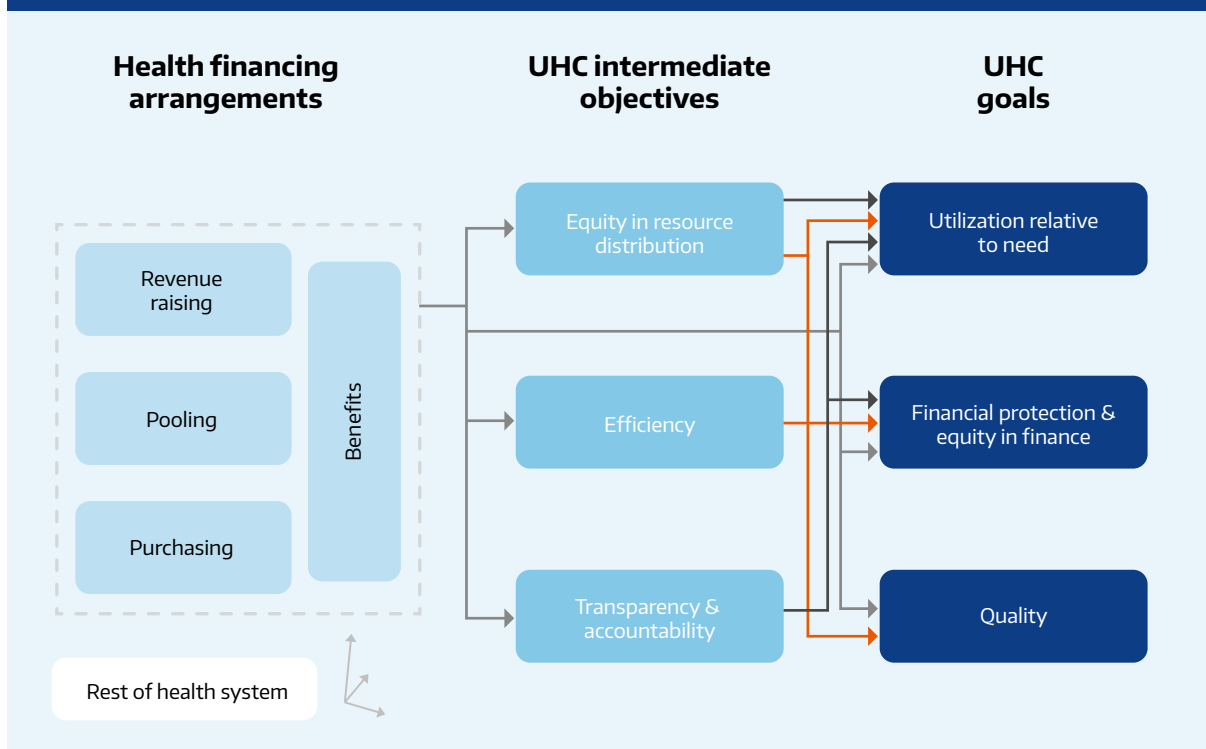 Health financing
arrangements
UHC intermediate
objectives
UHC
goals
Revenue
raising
Pooling
Purchasing
Benefits
Rest of health system
Equity in resource
distribution
Efficiency
Transparency &
accountability
Utilization relative
to need
Financial protection &
equity in finance
Quality